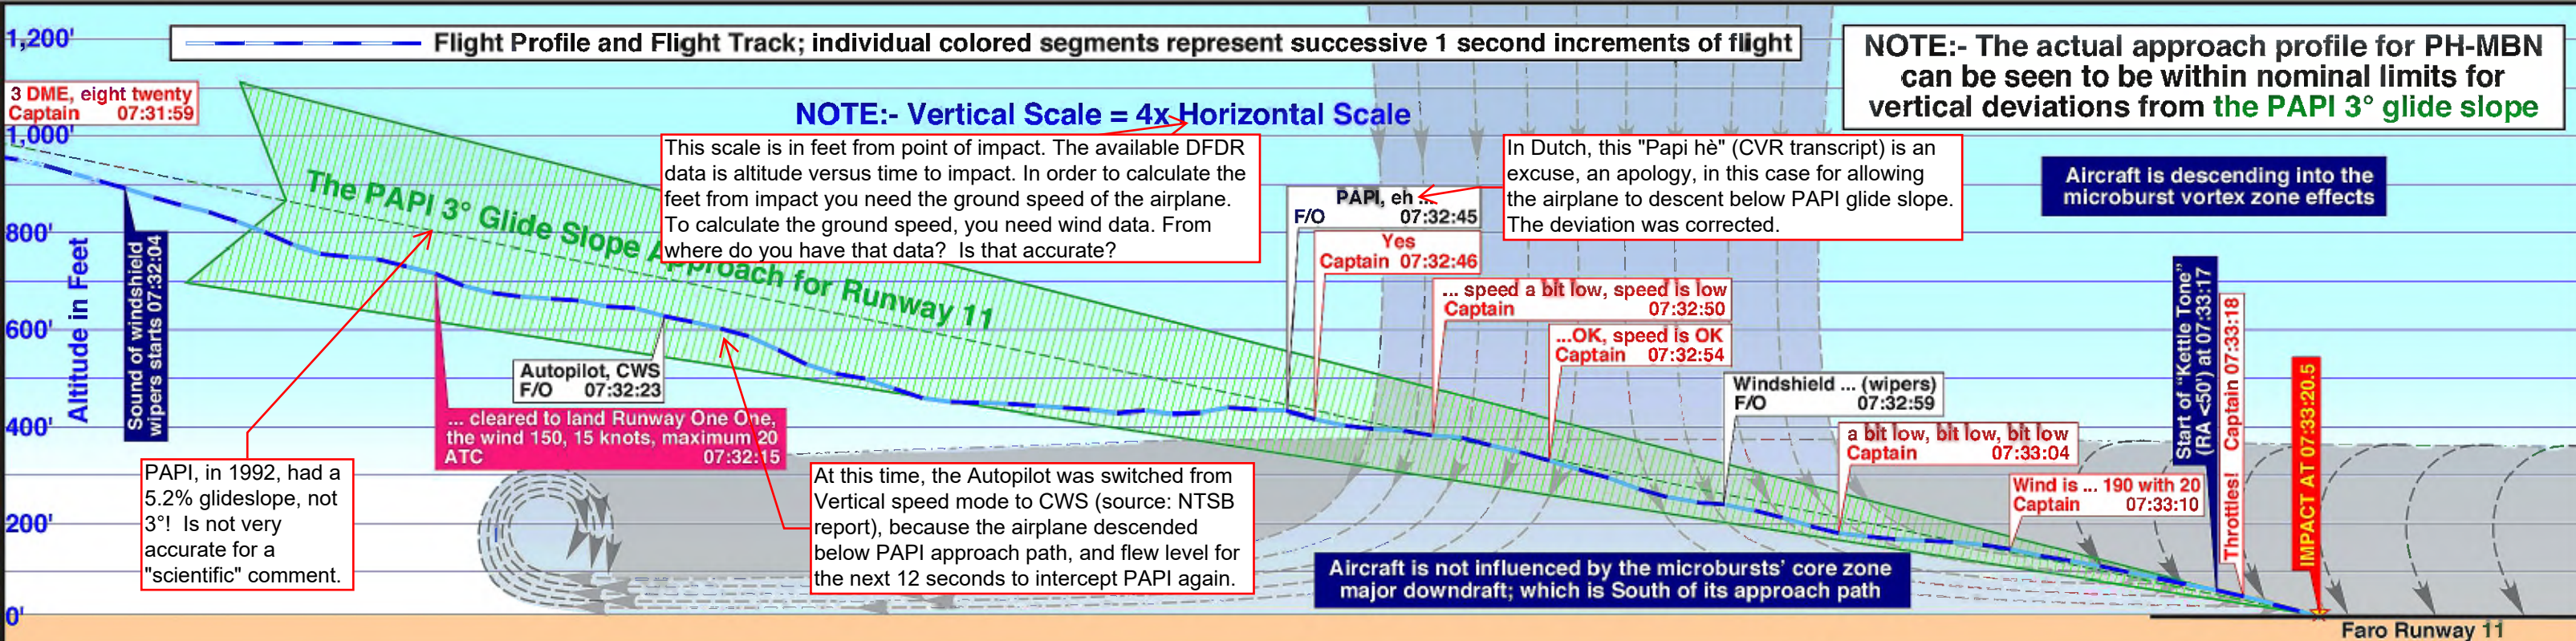 1,200'
Flight Profile and Flight Track; individual colored segments represent successive 1 second increments of flight
NOTE:- The actual approach profile for PH-MBN
can be seen to be within nominal limits for
vertical deviations from the PAPI 3° glide slope
3 DME, eight twenty
Captain 07:31:59
NOTE:- Vertical Scale = 4x Horizontal Scale
1,000'
This scale is in feet from point of impact. The available DFDR
data is altitude versus time to impact. In order to calculate the
feet from impact you need the ground speed of the airplane.
To calculate the ground speed, you need wind data. From
where do you have that data?  Is that accurate?
In Dutch, this "Papi hè" (CVR transcript) is an
excuse, an apology, in this case for allowing
the airplane to descent below PAPI glide slope.
The deviation was corrected.
Aircraft is descending into the
microburst vortex zone effects
The PAPI 3° Glide Slope Approach for Runway 11
PAPI, eh ...
F/O 07:32:45
Yes
Captain 07:32:46
... speed a bit low, speed is low
Captain 07:32:50
...OK, speed is OK
Captain 07:32:54
800'
600'
400'
200'
0'
Altitude in Feet
Sound of windshield
wipers starts 07:32:04
Autopilot, CWS
F/O 07:32:23
... cleared to land Runway One One,
the wind 150, 15 knots, maximum 20
ATC 07:32:15
Windshield ... (wipers)
F/O 07:32:59
a bit low, bit low, bit low
Captain 07:33:04
Wind is ... 190 with 20
Captain 07:33:10
Start of "Kettle Tone"
(RA <50') at 07:33:17
Throttles! Captain 07:33:18
IMPACT AT 07:33:20.5
PAPI, in 1992, had a
5.2% glideslope, not
3°!  Is not very
accurate for a
"scientific" comment.
At this time, the Autopilot was switched from
Vertical speed mode to CWS (source: NTSB
report), because the airplane descended
below PAPI approach path, and flew level for
the next 12 seconds to intercept PAPI again.
Aircraft is not influenced by the microbursts' core zone
major downdraft; which is South of its approach path
Faro Runway 11